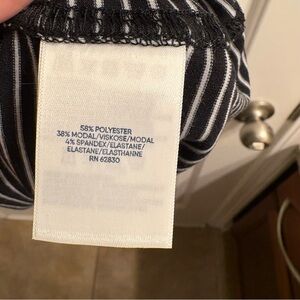 58% POLYESTER
38% MODAL/VISKOSE/MODAL
4% SPANDEX/ELASTANE/
ELASTANE/ELASTHANNE
RN 62830